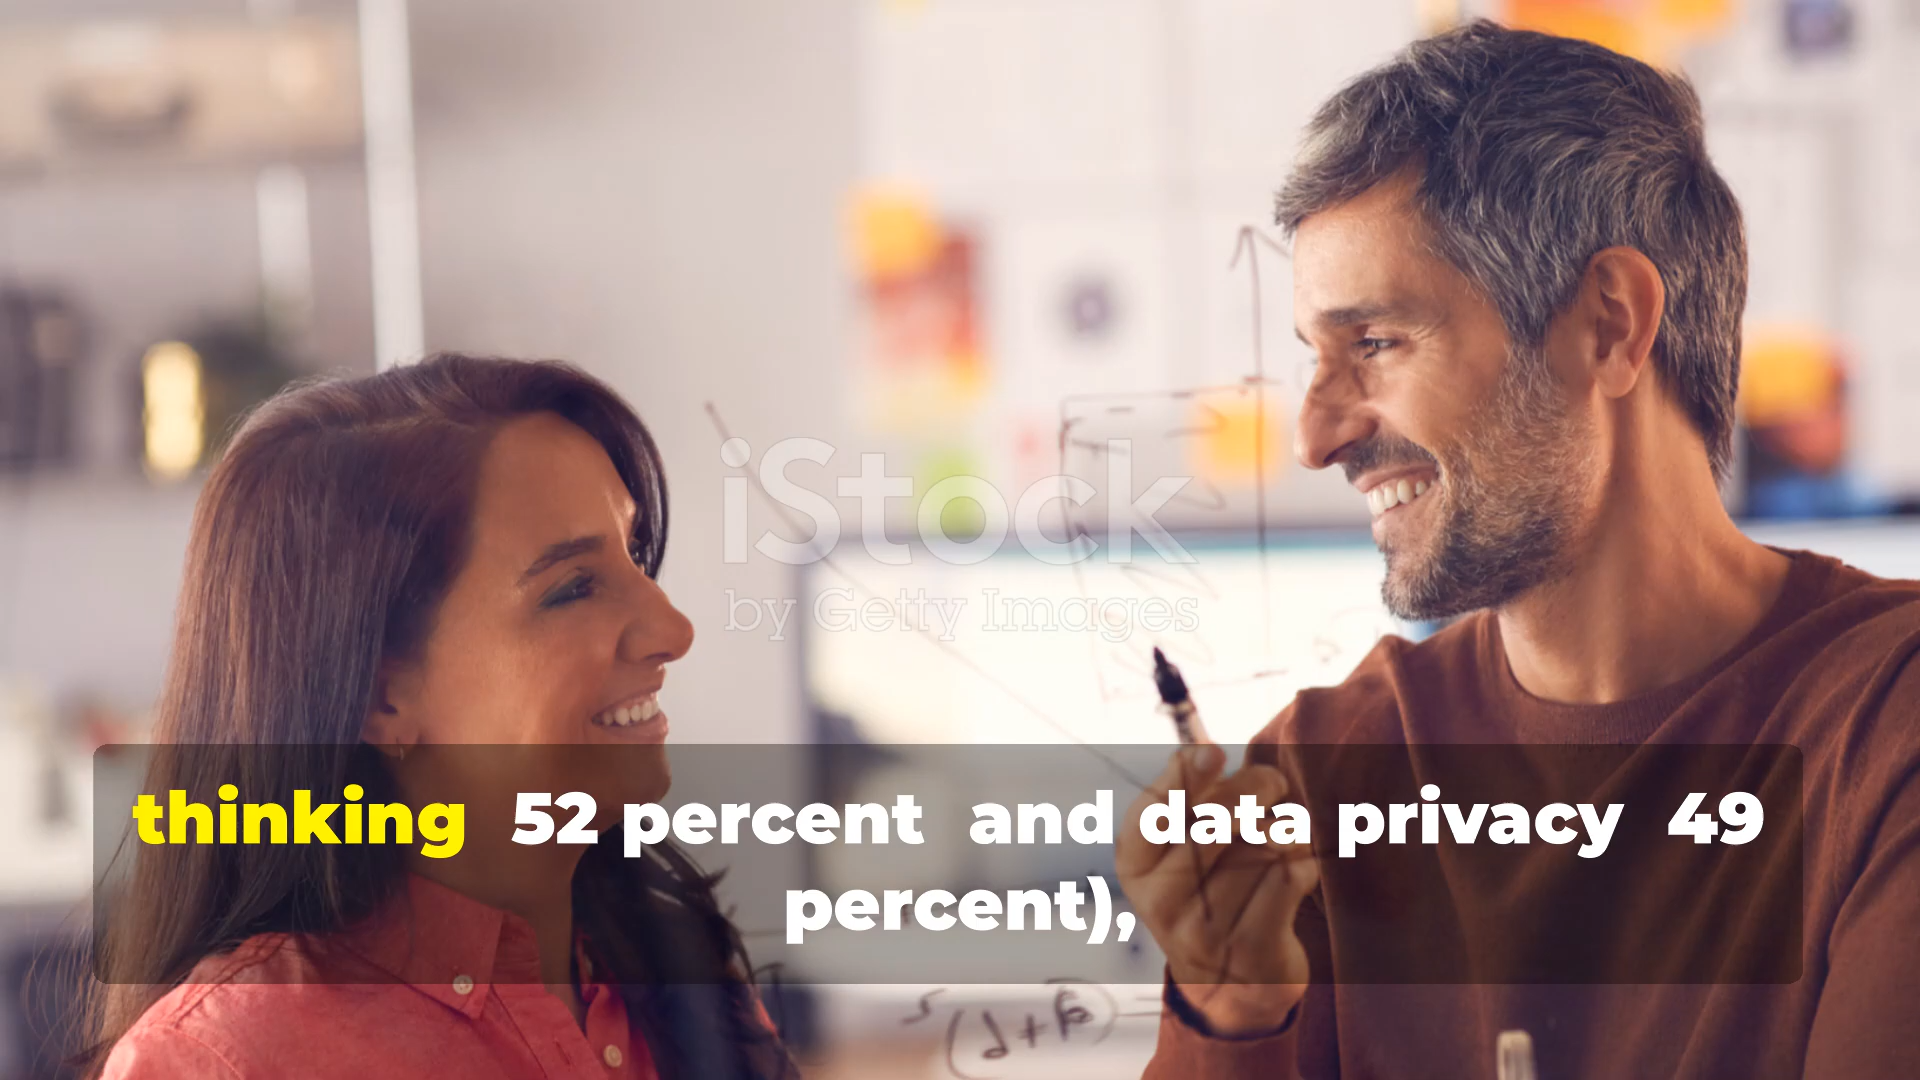 iStock
by Getty Images
thinking 52 percent and data privacy 49
percent),